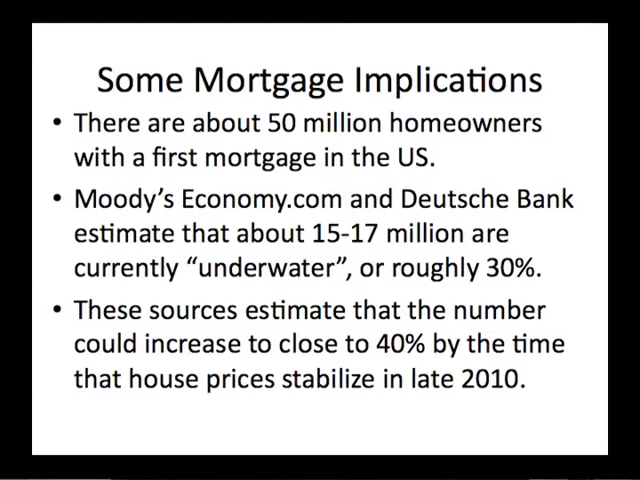 Some Mortgage Implications
• There are about 50 million homeowners
with a first mortgage in the US.
• Moody’s Economy.com and Deutsche Bank
estimate that about 15-17 million are
currently “underwater”, or roughly 30%.
• These sources estimate that the number
could increase to close to 40% by the time
that house prices stabilize in late 2010.